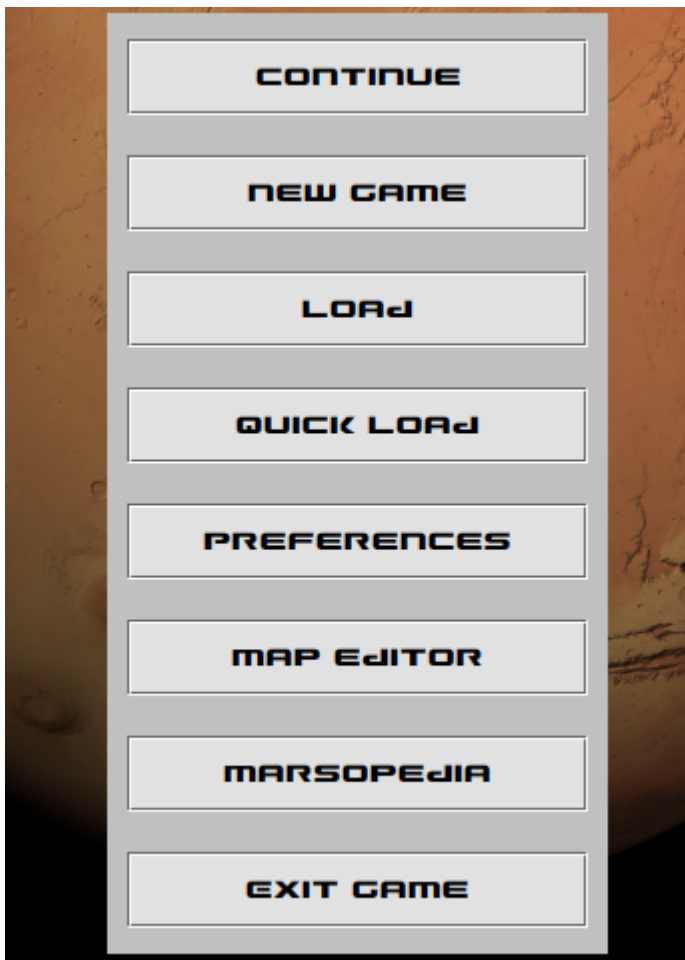 CONTINUE
NEW GAME
LOAd
QUICK LOAd
PREFERENCES
MAP EdITOR
MARSOPEdIA
EXIT GAME